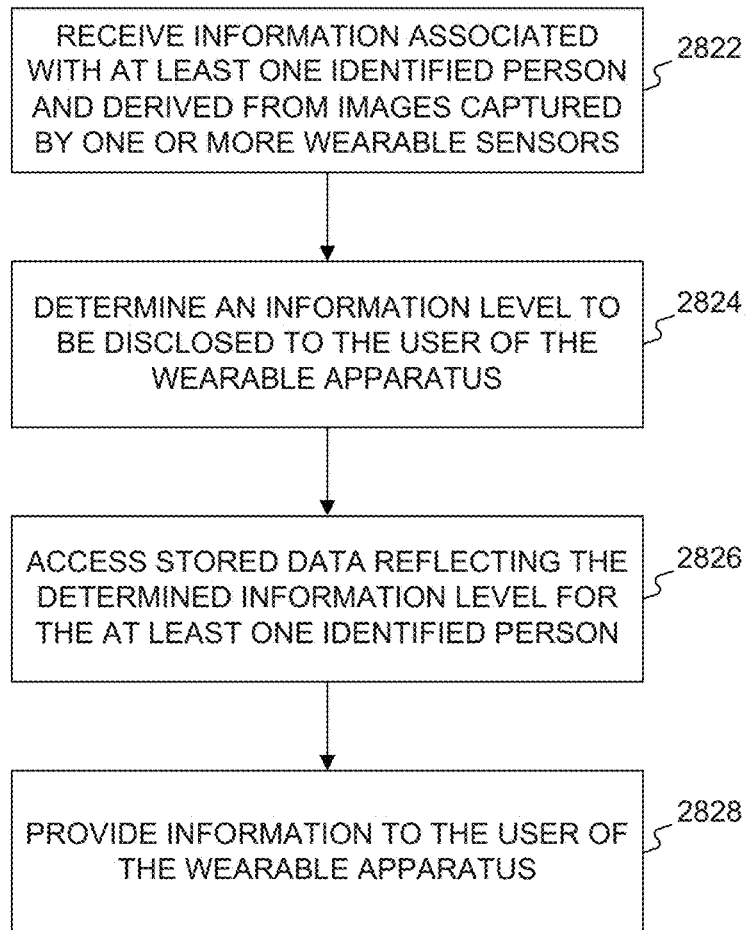 RECEIVE INFORMATION ASSOCIATED
WITH AT LEAST ONE IDENTIFIED PERSON
AND DERIVED FROM IMAGES CAPTURED
BY ONE OR MORE WEARABLE SENSORS
2822
DETERMINE AN INFORMATION LEVEL TO
BE DISCLOSED TO THE USER OF THE
WEARABLE APPARATUS
2824
ACCESS STORED DATA REFLECTING THE
DETERMINED INFORMATION LEVEL FOR
THE AT LEAST ONE IDENTIFIED PERSON
2826
PROVIDE INFORMATION TO THE USER OF
THE WEARABLE APPARATUS
2828